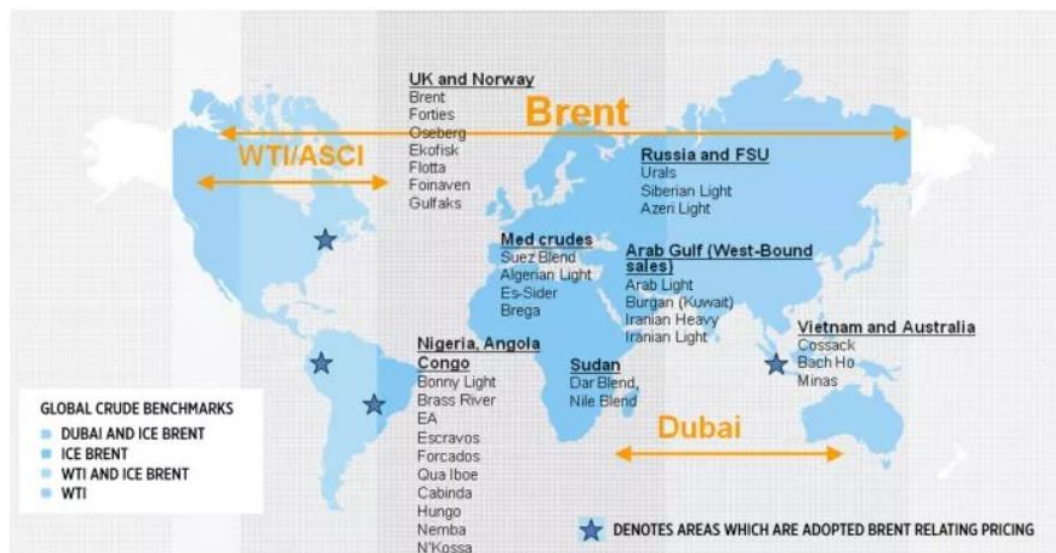 UK and Norway
Brent
Forties
Oseberg
Ekofisk
Flotta
Foinaven
Gulfaks
Brent
WTI/ASCI
Russia and FSU
Urals
Siberian Light
Azeri Light
Med crudes
Suez Blend
Algerian Light
Es-Sider
Brega
Arab Gulf (West-Bound
sales)
Arab Light
Burgan (Kuwait)
Iranian Heavy
Iranian Light
Vietnam and Australia
Cossack
Bach Ho
Minas
Nigeria, Angola
Congo
Bonny Light
Brass River
EA
Escravos
Forcados
Qua Iboe
Cabinda
Hungo
Nemba
N'Kossa
Sudan
Dar Blend,
Nile Blend
Dubai
GLOBAL CRUDE BENCHMARKS
DUBAI AND ICE BRENT
ICE BRENT
WTI AND ICE BRENT
WTI
DENOTES AREAS WHICH ARE ADOPTED BRENT RELATING PRICING